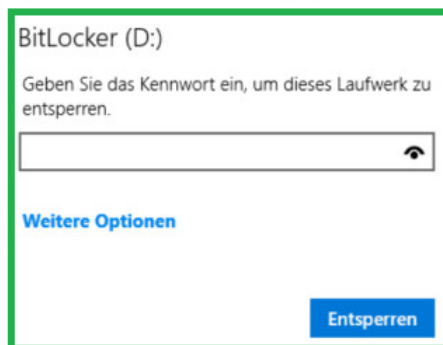 BitLocker (D:)
Geben Sie das Kennwort ein, um dieses Laufwerk zu
entsperren.
Weitere Optionen
Entsperren